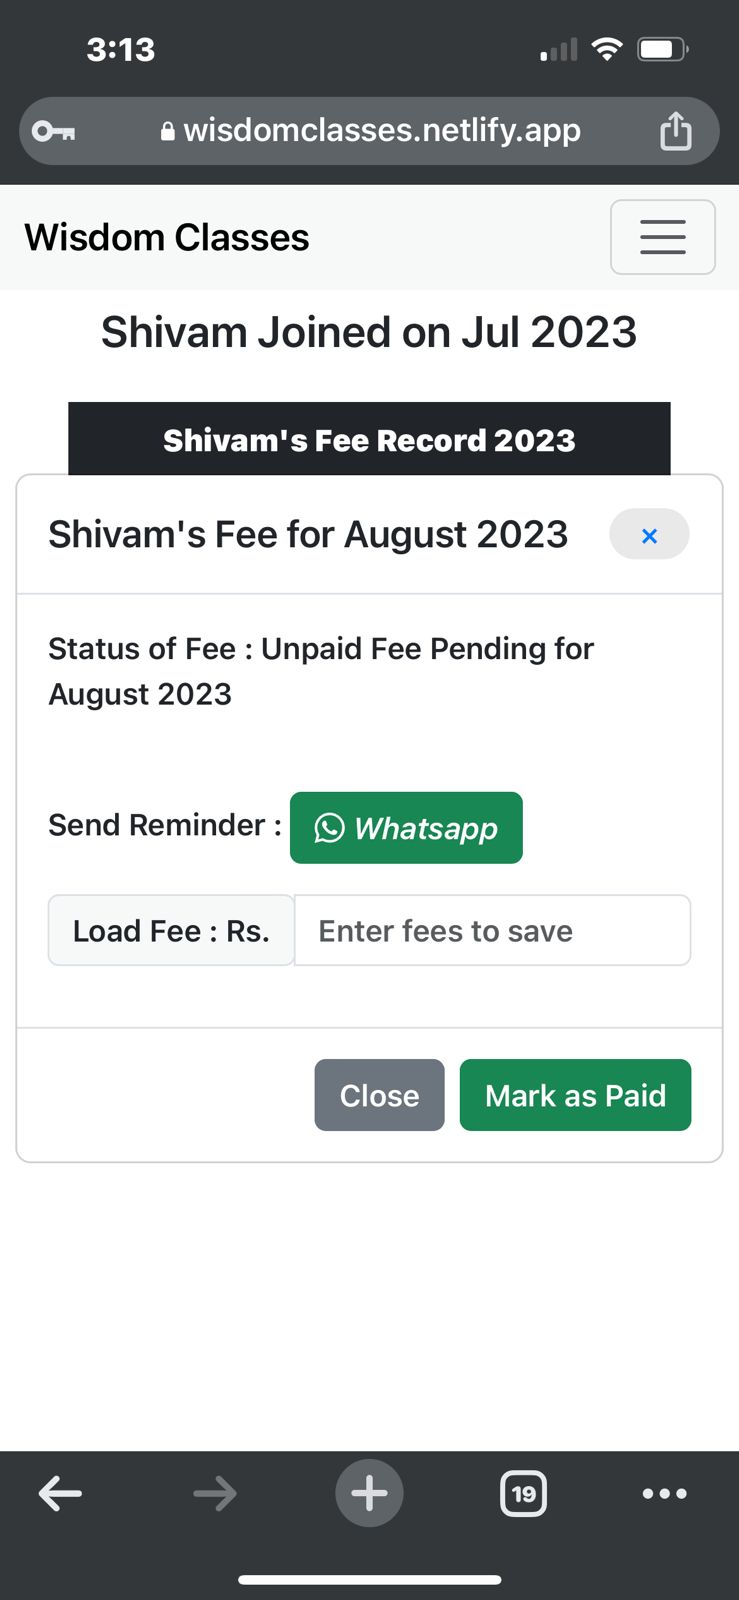 3:13
wisdomclasses.netlify.app
Wisdom Classes
Shivam Joined on Jul 2023
Shivam's Fee Record 2023
Shivam's Fee for August 2023
×
Status of Fee : Unpaid Fee Pending for
August 2023
Send Reminder : Whatsapp
Load Fee : Rs. Enter fees to save
Close Mark as Paid
19